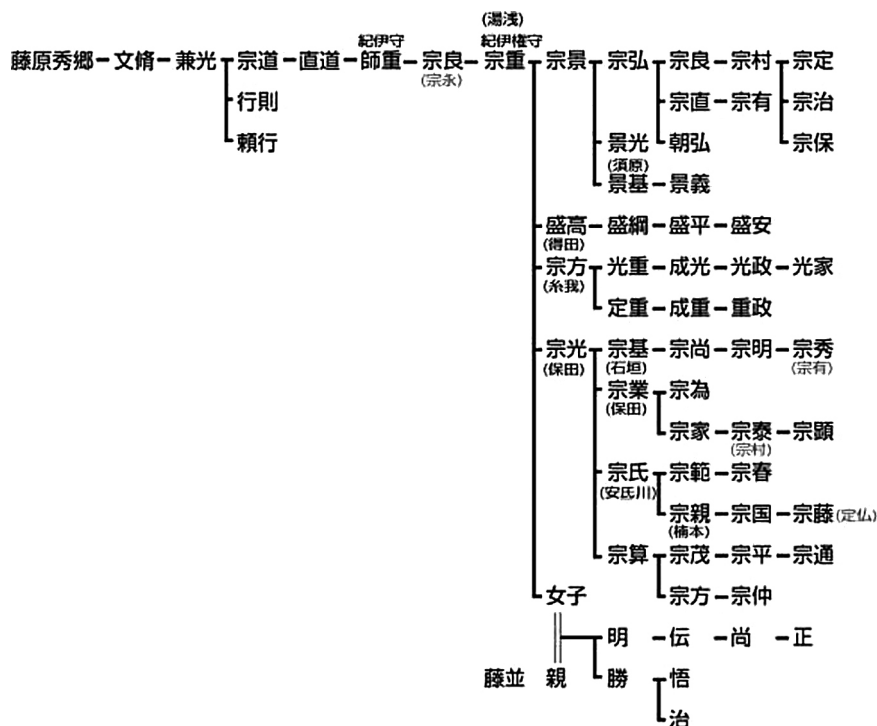 (湯浅)
紀伊守 紀伊権守
藤原秀郷 文脩 兼光 宗道 直道 師重 宗良 宗重 宗景 宗弘 宗良 宗村 宗定
(宗永)
行則 宗直 宗有 宗治
頼行 景光 朝弘 宗保
(須原)
景基 景義
盛高 盛綱 盛平 盛安
(得田)
宗方 光重 成光 光政 光家
(糸我)
定重 成重 重政
宗光 宗基 宗尚 宗明 宗秀
(保田) (石垣) (宗有)
宗業 宗為
(保田)
宗家 宗泰 宗顕
(宗村)
宗氏 宗範 宗春
(安氐川)
宗親 宗国 宗藤(定仏)
(楠本)
宗算 宗茂 宗平 宗通
女子 宗方 宗仲
明 伝 尚 正
藤並 親 勝 悟
治